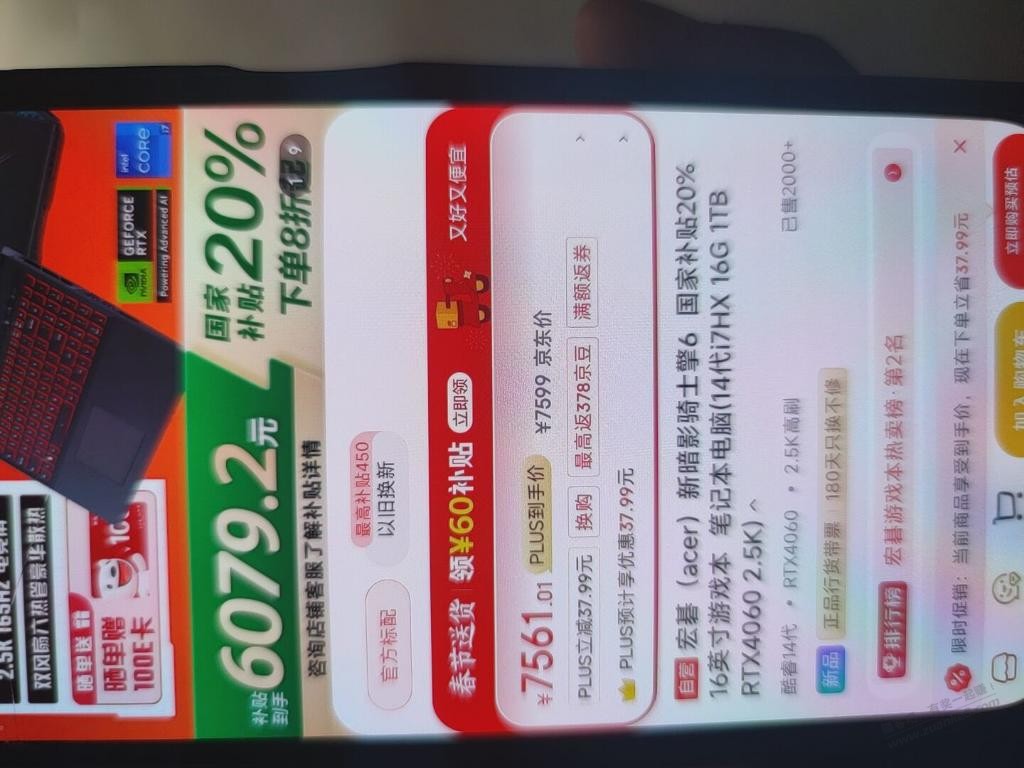 2.5K 165Hz
双风扇六热管豪华散热
晒单送
晒单赠
100E卡
GEFORCE
RTX
NVIDIA
Powering Advanced AI
intel
CORE
i7
补贴
到手
6079.2元
国家
补贴
20%
下单8折
咨询店铺客服了解补贴详情
1
9
官方标配
最高补贴450
以旧换新
春节送货
领¥60补贴
立即领
又好又便宜
¥7561.01
PLUS到手价
¥7599 京东价
PLUS立减37.99元
换购
最高返378京豆
满额返券
PLUS预计享优惠37.99元
自营
宏碁(acer)新暗影骑士擎6 国家补贴20%
16英寸游戏本 笔记本电脑(14代i7HX 16G 1TB
RTX4060 2.5K)
酷睿14代 · RTX4060 · 2.5K高刷
已售2000+
新品
正品行货带票
180天只换不修
排行榜
宏碁游戏本热卖榜·第2名
限时促销:当前商品享受到手价,现在下单立省37.99元
加入购物车
立即购买预估